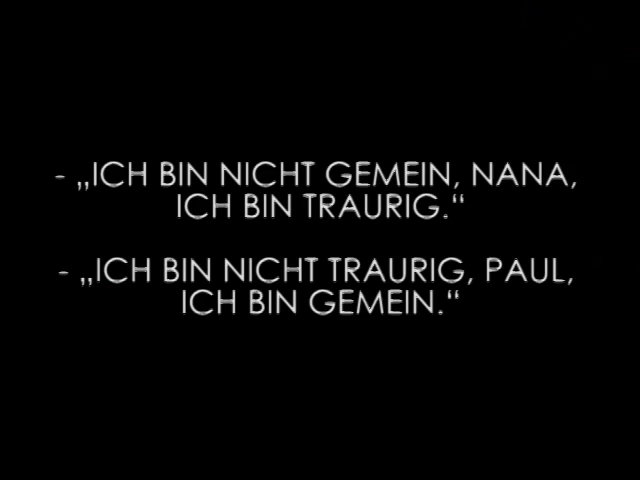 - „ICH BIN NICHT GEMEIN, NANA,
ICH BIN TRAURIG.“
- „ICH BIN NICHT TRAURIG, PAUL,
ICH BIN GEMEIN.“